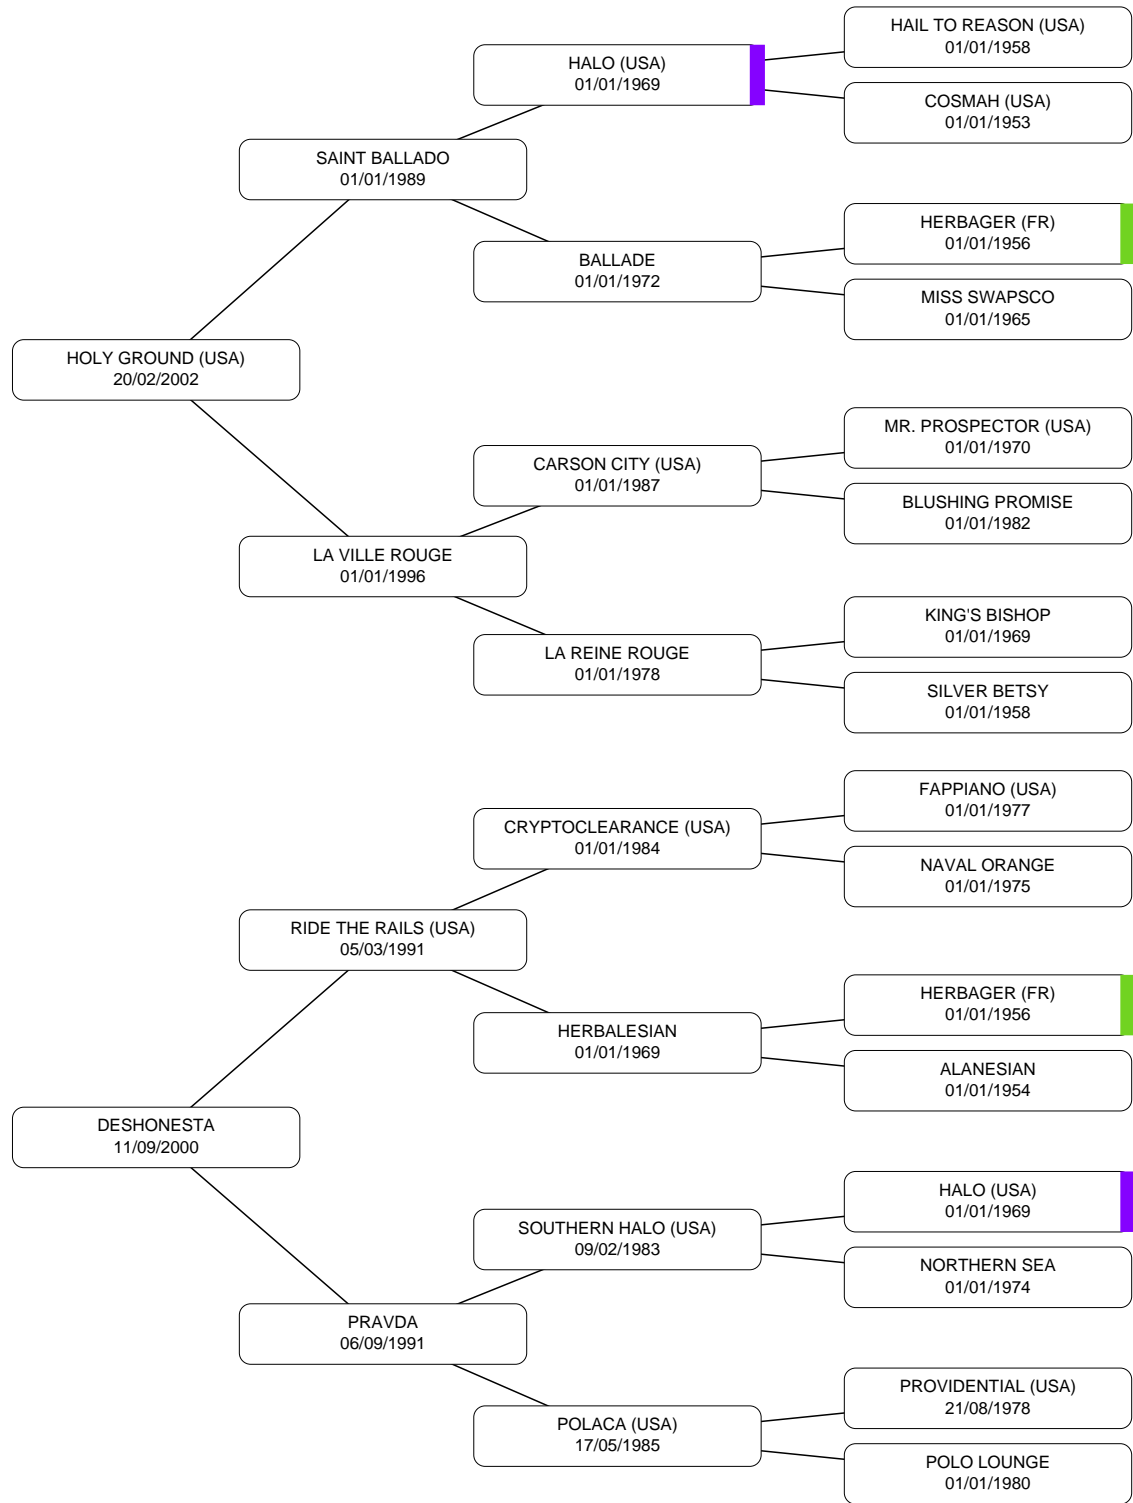 HAIL TO REASON (USA)
01/01/1958
HALO (USA)
01/01/1969
COSMAH (USA)
01/01/1953
SAINT BALLADO
01/01/1989
HERBAGER (FR)
01/01/1956
BALLADE
01/01/1972
MISS SWAPSCO
01/01/1965
HOLY GROUND (USA)
20/02/2002
MR. PROSPECTOR (USA)
01/01/1970
CARSON CITY (USA)
01/01/1987
BLUSHING PROMISE
01/01/1982
LA VILLE ROUGE
01/01/1996
KING'S BISHOP
01/01/1969
LA REINE ROUGE
01/01/1978
SILVER BETSY
01/01/1958
FAPPIANO (USA)
01/01/1977
CRYPTOCLEARANCE (USA)
01/01/1984
NAVAL ORANGE
01/01/1975
RIDE THE RAILS (USA)
05/03/1991
HERBAGER (FR)
01/01/1956
HERBALESIAN
01/01/1969
ALANESIAN
01/01/1954
DESHONESTA
11/09/2000
HALO (USA)
01/01/1969
SOUTHERN HALO (USA)
09/02/1983
NORTHERN SEA
01/01/1974
PRAVDA
06/09/1991
PROVIDENTIAL (USA)
21/08/1978
POLACA (USA)
17/05/1985
POLO LOUNGE
01/01/1980